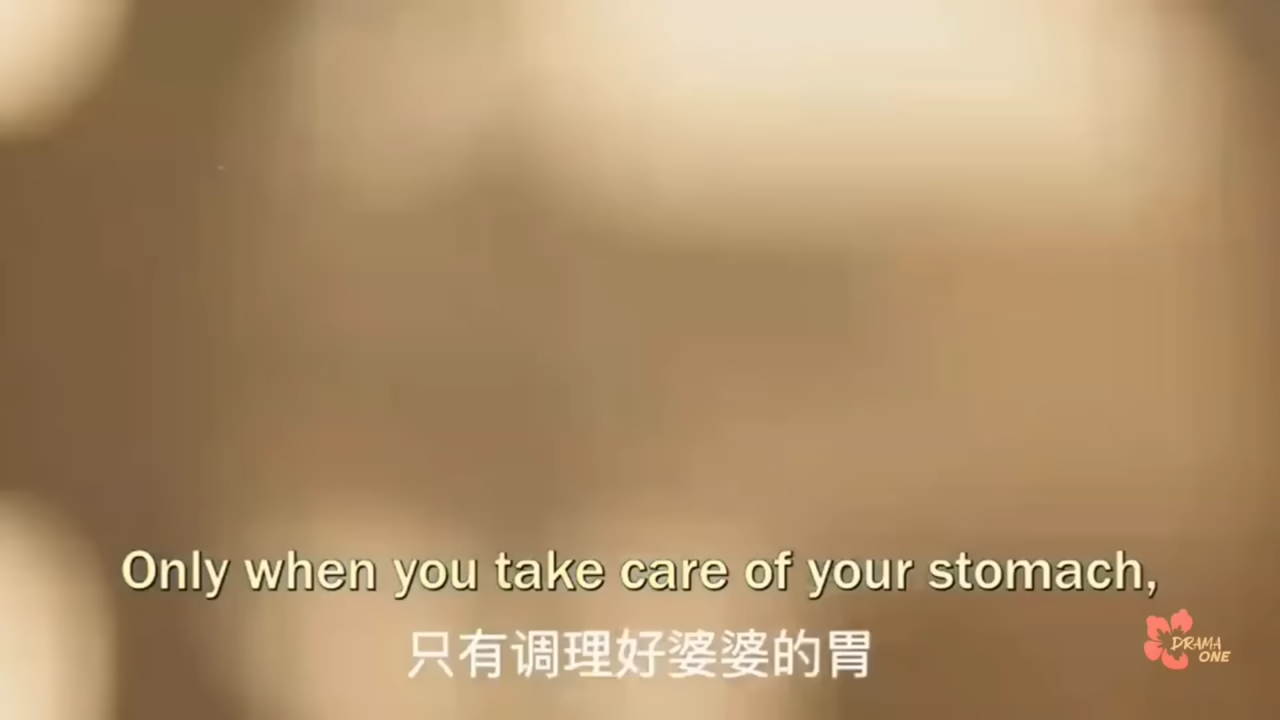 Only when you take care of your stomach,
只有调理好婆婆的胃
DRAMA
ONE